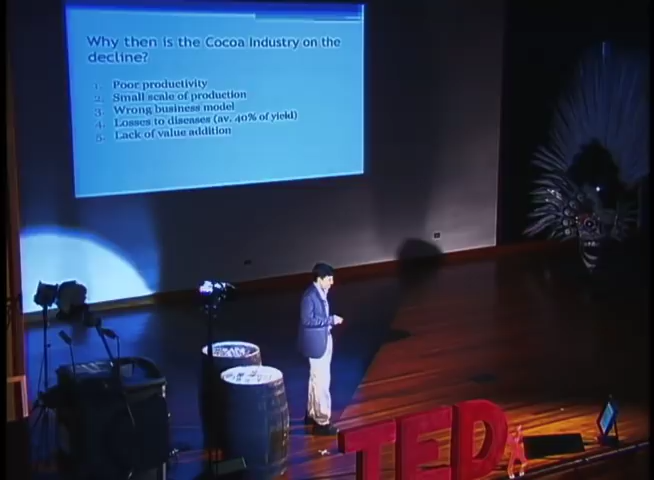 Why then is the Cocoa Industry on the
decline?
1. Poor productivity
2. Small scale of production
3. Wrong business model
4. Losses to diseases (av. 40% of yield)
5. Lack of value addition
TEDx